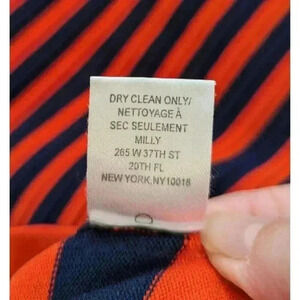 DRY CLEAN ONLY/
NETTOYAGE À
SEC SEULEMENT
MILLY
265 W 37TH ST
20TH FL
NEW YORK,NY10018